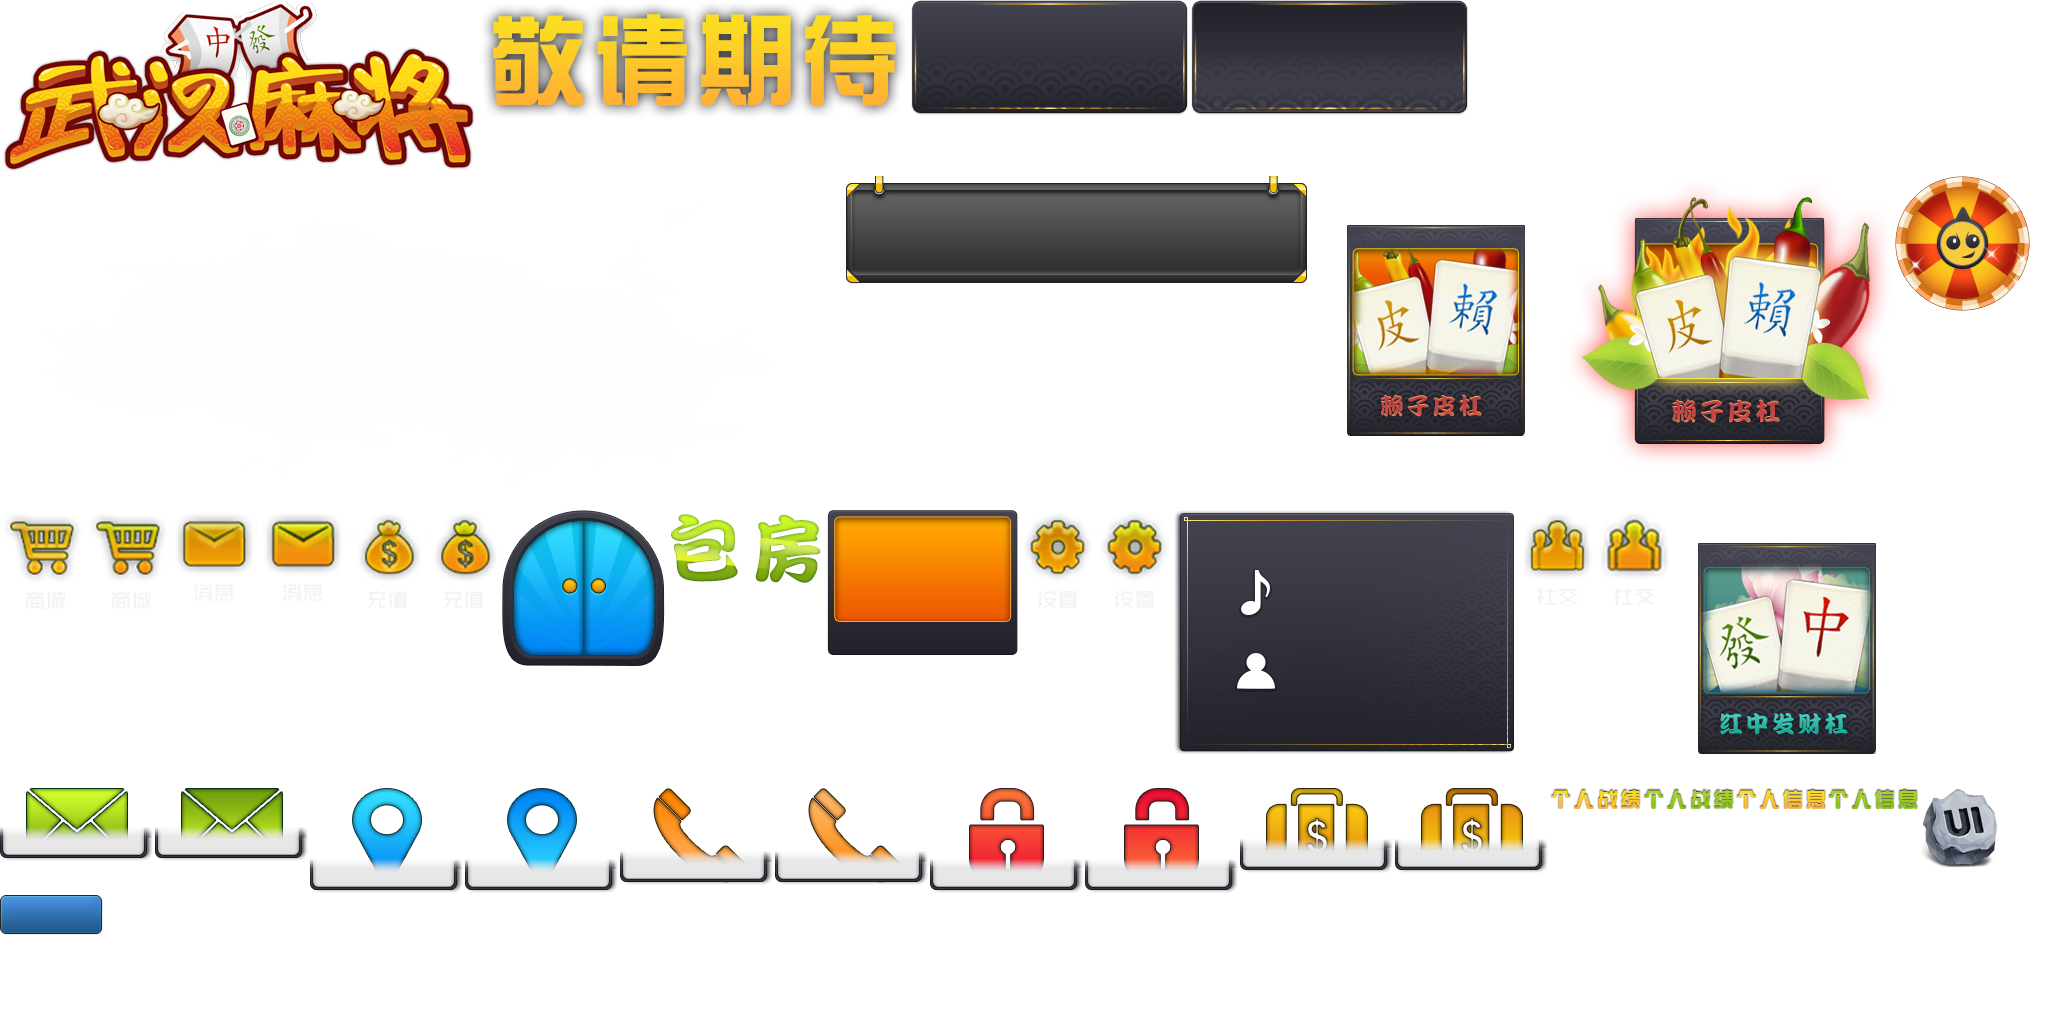 中 發
武汉麻将
敬请期待
皮 賴
赖子皮杠
皮 賴
赖子皮杠
商城
商城
消息
消息
$
充值
$
充值
包房
设置
设置
社交
社交
發 中
红中发财杠
$
$
个人战绩个人战绩个人信息个人信息
UI